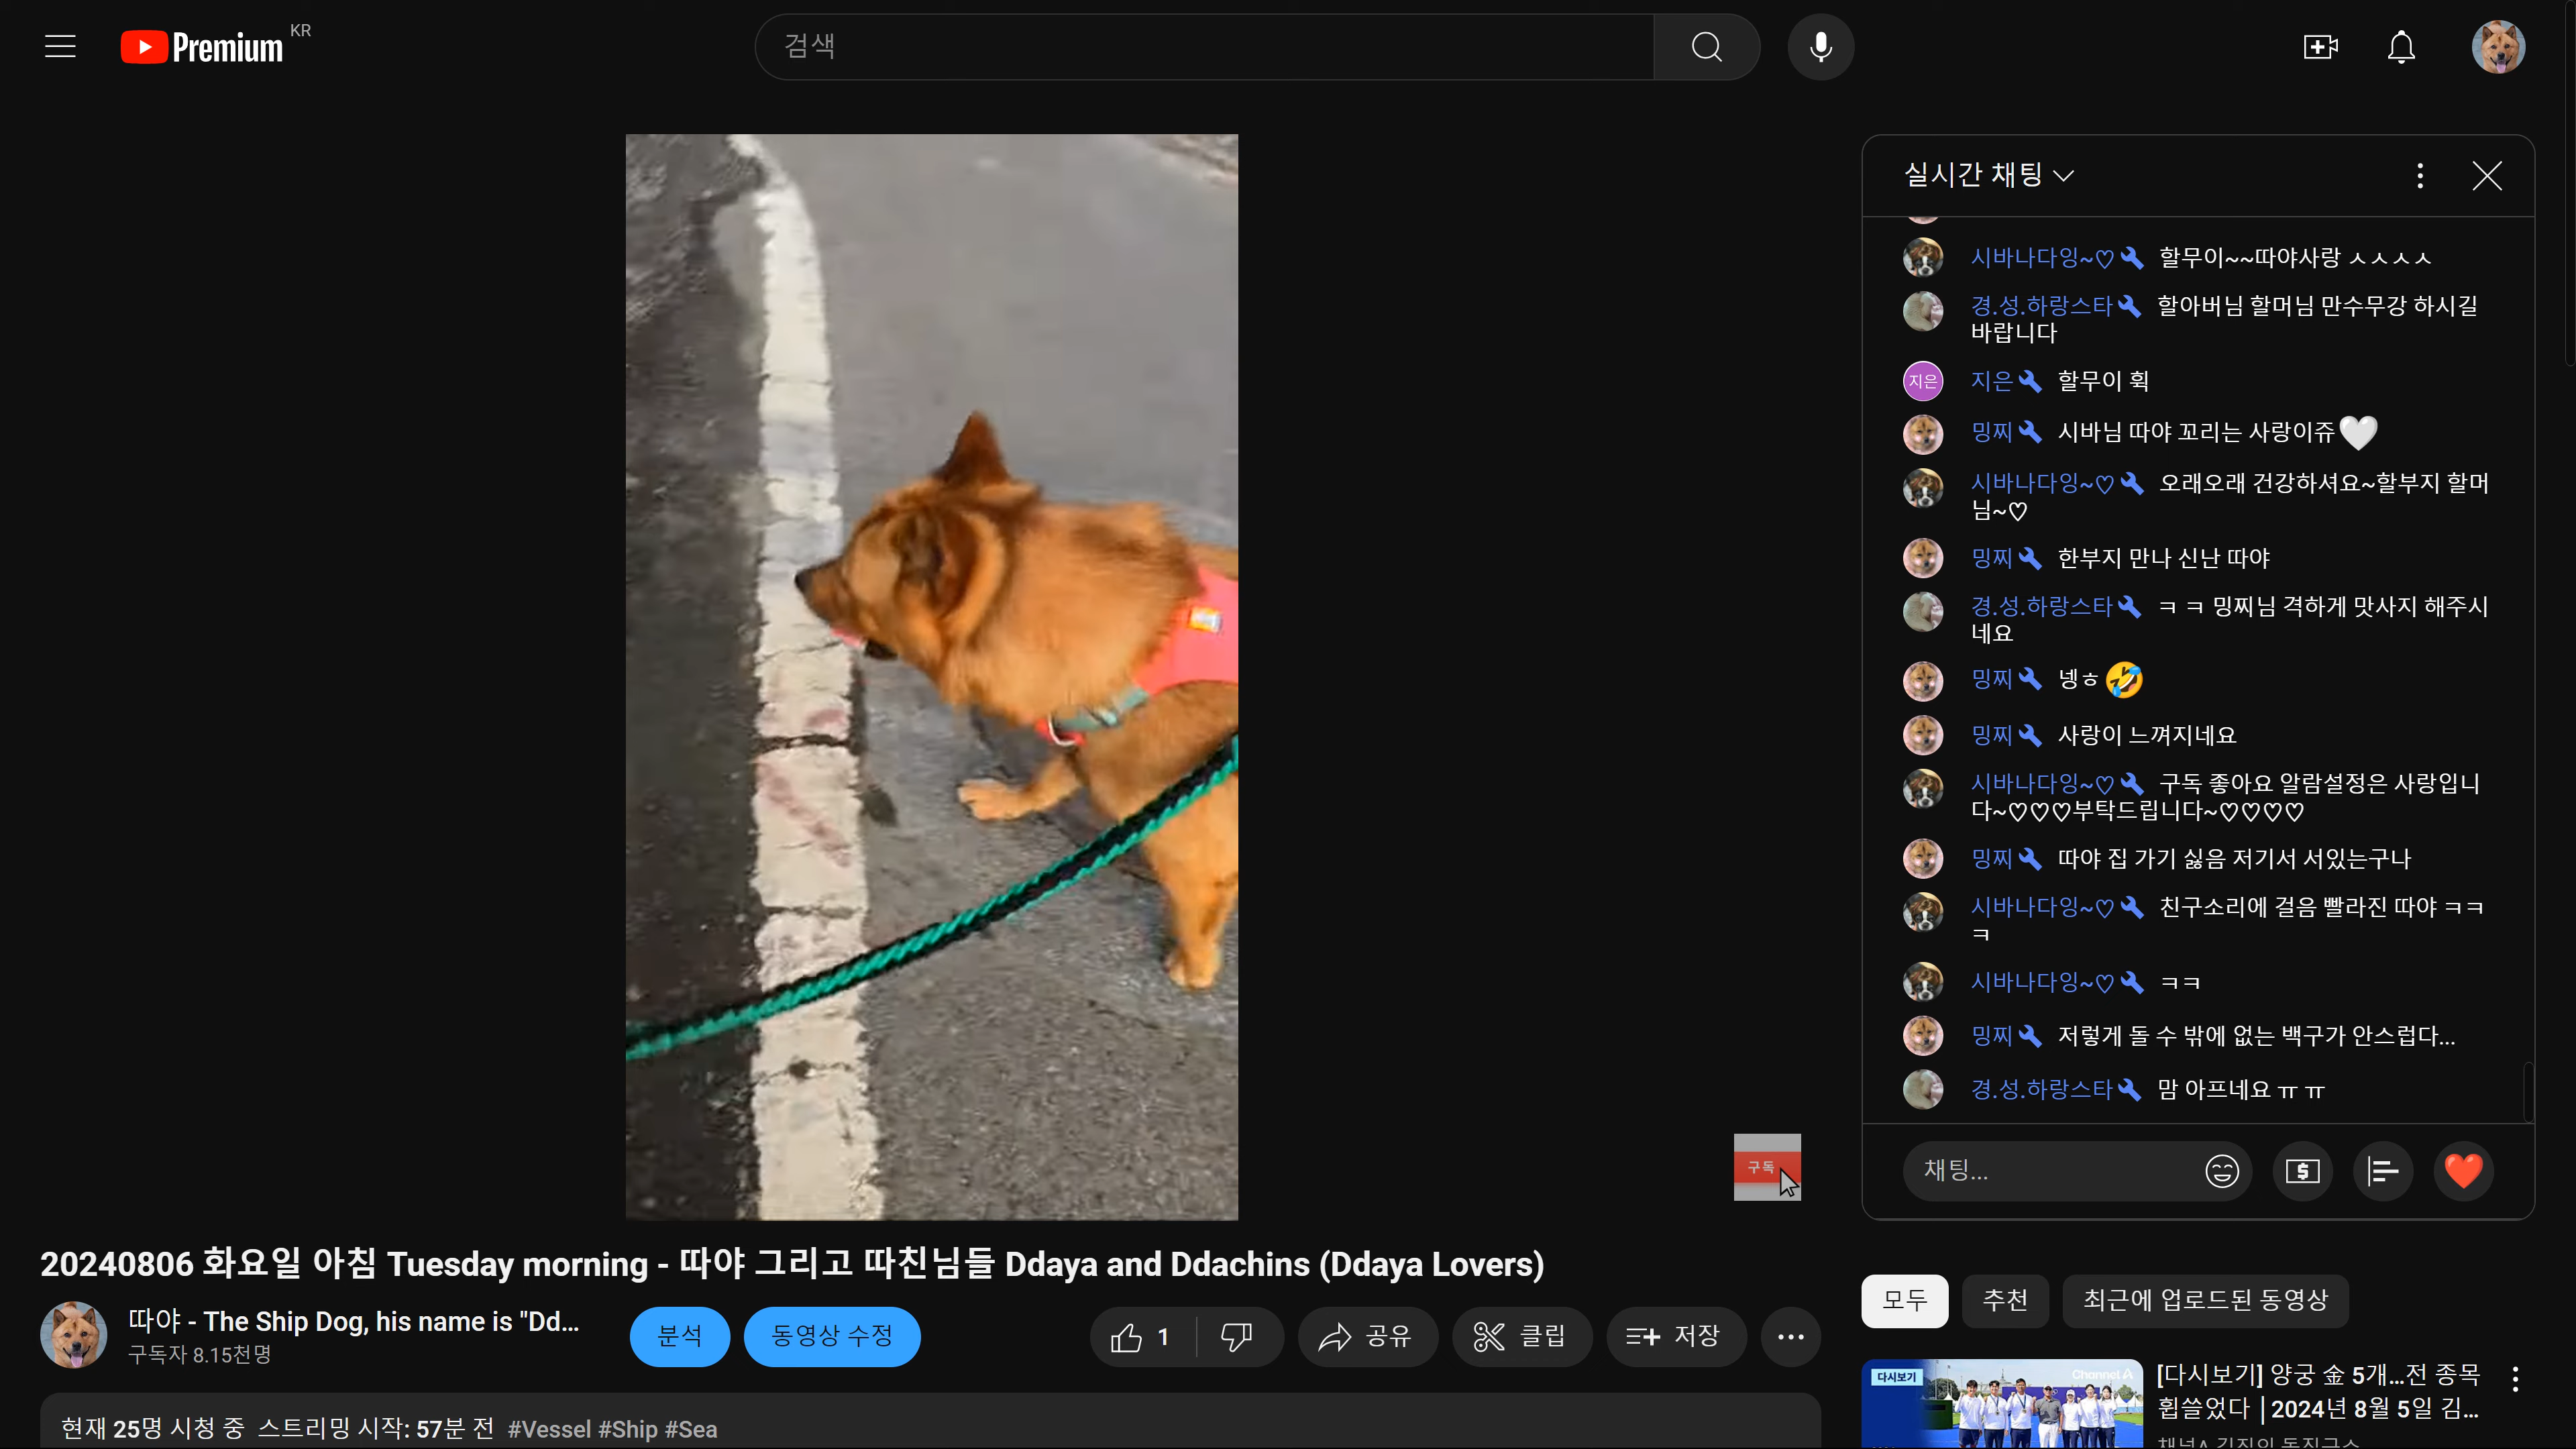 Premium KR
검색
실시간 채팅
시바나다잉~♡ 할무이~~따야사랑 ㅅㅅㅅㅅ
경.성.하랑스타 할아버님 할머님 만수무강 하시길
바랍니다
지은 지은 할무이 휙
밍찌 시바님 따야 꼬리는 사랑이쥬🤍
시바나다잉~♡ 오래오래 건강하셔요~할부지 할머
님~♡
밍찌 한부지 만나 신난 따야
경.성.하랑스타 ㅋ ㅋ 밍찌님 격하게 맛사지 해주시
네요
밍찌 넹ㅎ🤣
밍찌 사랑이 느껴지네요
시바나다잉~♡ 구독 좋아요 알람설정은 사랑입니
다~♡♡♡부탁드립니다~♡♡♡♡
밍찌 따야 집 가기 싫음 저기서 서있는구나
시바나다잉~♡ 친구소리에 걸음 빨라진 따야 ㅋㅋ
ㅋ
시바나다잉~♡ ㅋㅋ
밍찌 저렇게 돌 수 밖에 없는 백구가 안스럽다...
경.성.하랑스타 맘 아프네요 ㅠ ㅠ
채팅...
구독
20240806 화요일 아침 Tuesday morning - 따야 그리고 따친님들 Ddaya and Ddachins (Ddaya Lovers)
따야 - The Ship Dog, his name is "Dd...
구독자 8.15천명
분석
동영상 수정
1
공유
클립
저장
현재 25명 시청 중 스트리밍 시작: 57분 전 #Vessel #Ship #Sea
모두
추천
최근에 업로드된 동영상
다시보기
Channel A
[다시보기] 양궁 金 5개...전 종목
휩쓸었다 | 2024년 8월 5일 김...